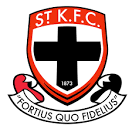 St K.F.C.
1873
"FORTIUS QUO FIDELIUS"